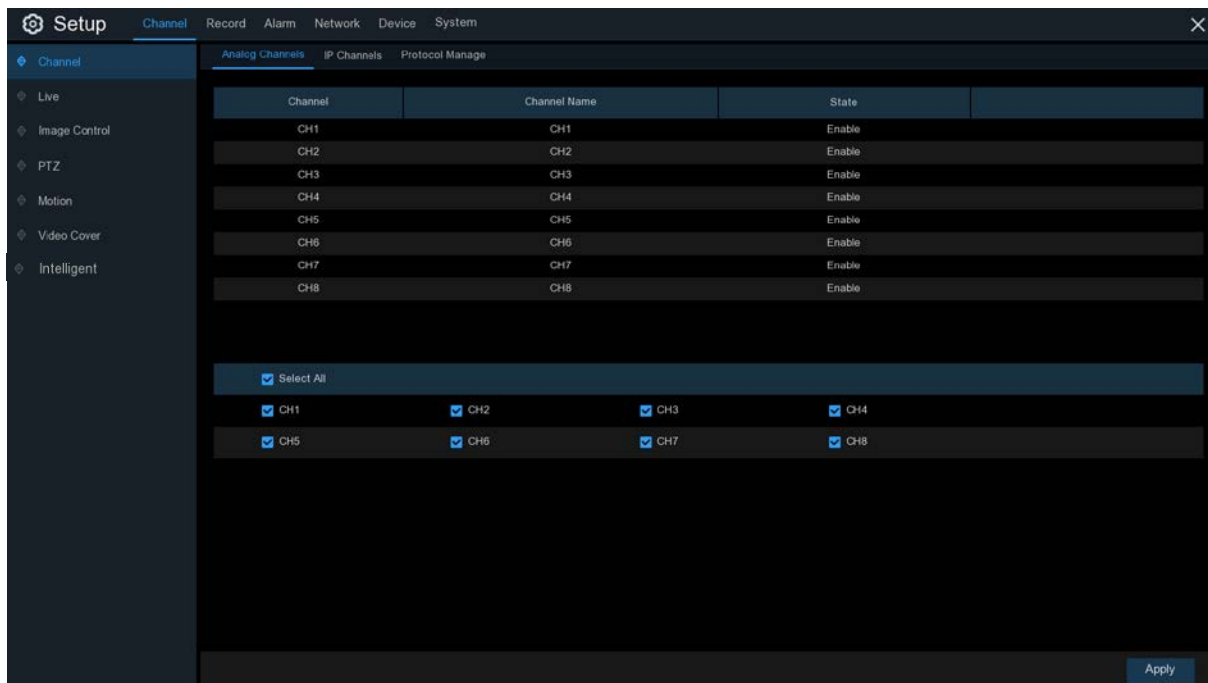 Setup Channel Record Alarm Network Device System
Analog Channels IP Channels Protocol Manage
Channel
Live
Image Control
PTZ
Motion
Video Cover
Intelligent
Channel Channel Name State
CH1 CH1 Enable
CH2 CH2 Enable
CH3 CH3 Enable
CH4 CH4 Enable
CH5 CH5 Enable
CH6 CH6 Enable
CH7 CH7 Enable
CH8 CH8 Enable
Select All
CH1 CH2 CH3 CH4
CH5 CH6 CH7 CH8
Apply